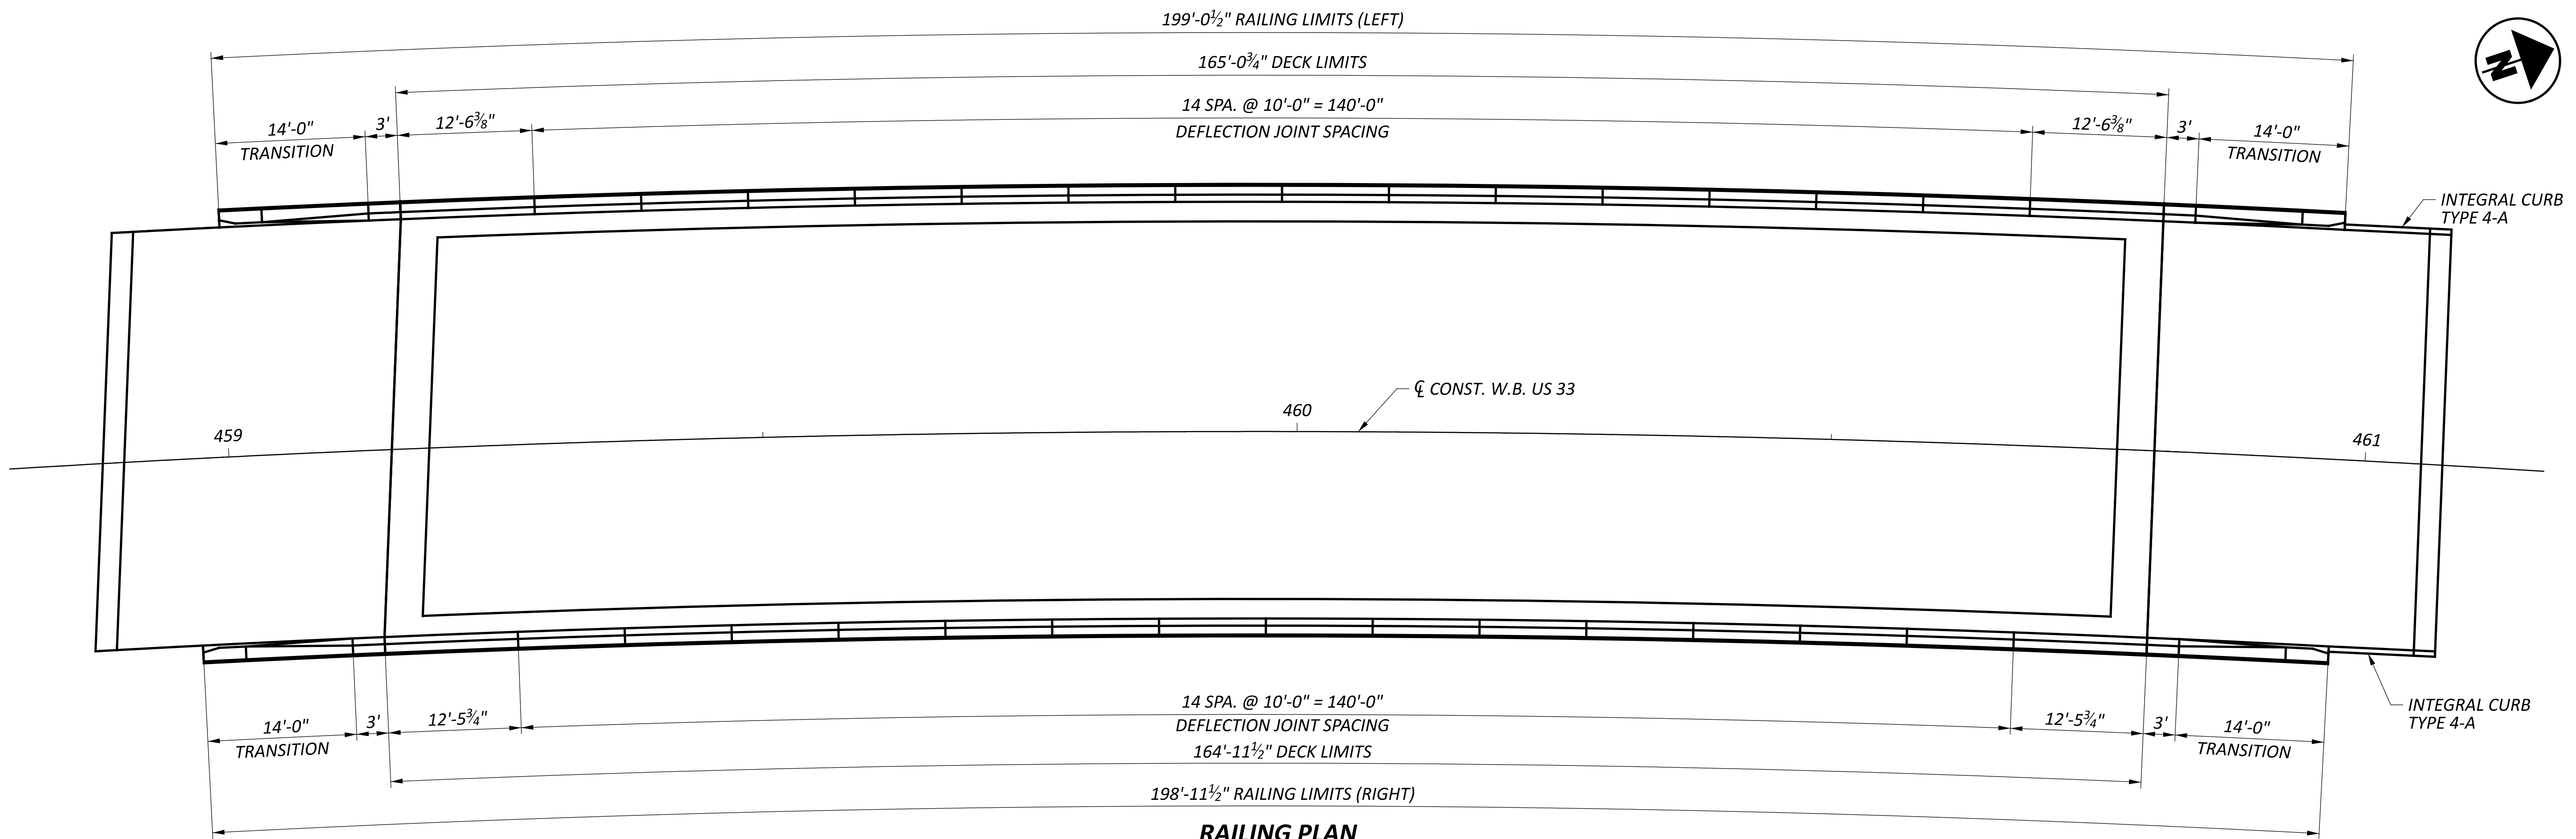 199'-0½" RAILING LIMITS (LEFT)
165'-0¾" DECK LIMITS
14 SPA. @ 10'-0" = 140'-0"
DEFLECTION JOINT SPACING
14'-0"
TRANSITION
3'
12'-6⅜"
12'-6⅜"
3'
14'-0"
TRANSITION
N
INTEGRAL CURB
TYPE 4-A
℄ CONST. W.B. US 33
459
460
461
14'-0"
TRANSITION
3'
12'-5¾"
14 SPA. @ 10'-0" = 140'-0"
DEFLECTION JOINT SPACING
12'-5¾"
3'
14'-0"
TRANSITION
INTEGRAL CURB
TYPE 4-A
164'-11½" DECK LIMITS
198'-11½" RAILING LIMITS (RIGHT)
RAILING PLAN